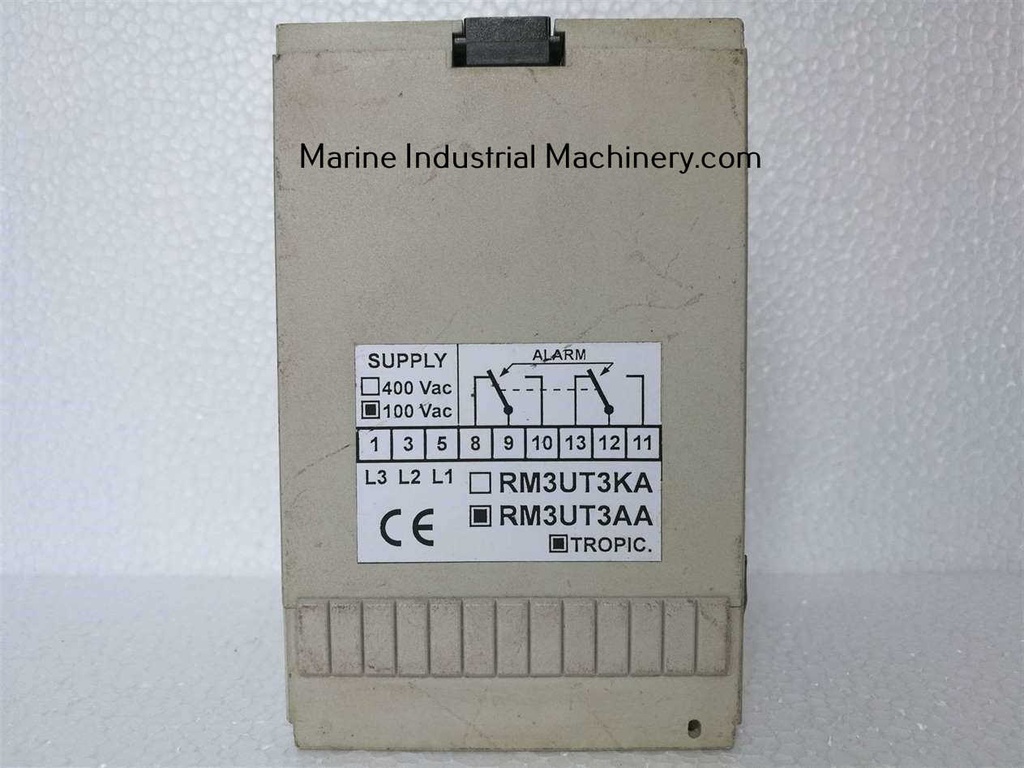 Marine Industrial Machinery.com
SUPPLY
400 Vac
100 Vac
ALARM
1 3 5 8 9 10 13 12 11
L3 L2 L1
RM3UT3KA
RM3UT3AA
CE
TROPIC.